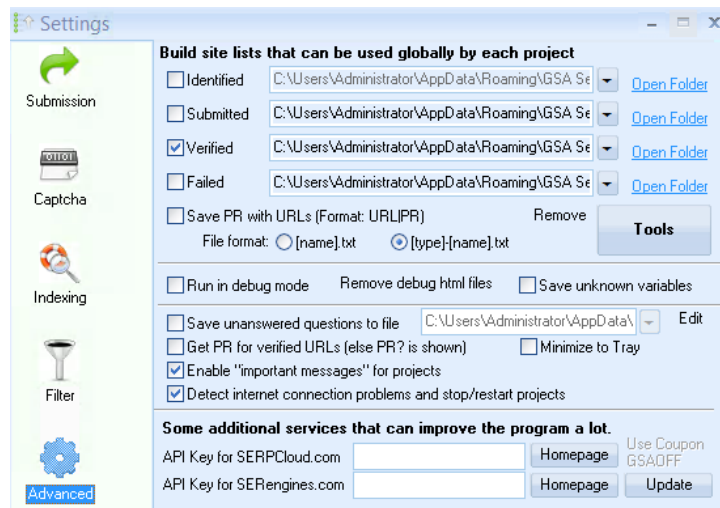 Settings
Submission
Captcha
Indexing
Filter
Advanced
Build site lists that can be used globally by each project
Identified C:\Users\Administrator\AppData\Roaming\GSA Se Open Folder
Submitted C:\Users\Administrator\AppData\Roaming\GSA Se Open Folder
Verified C:\Users\Administrator\AppData\Roaming\GSA Se Open Folder
Failed C:\Users\Administrator\AppData\Roaming\GSA Se Open Folder
Save PR with URLs (Format: URL|PR) Remove Tools
File format: [name].txt [type]-[name].txt
Run in debug mode Remove debug html files Save unknown variables
Save unanswered questions to file C:\Users\Administrator\AppData\ Edit
Get PR for verified URLs (else PR? is shown) Minimize to Tray
Enable "important messages" for projects
Detect internet connection problems and stop/restart projects
Some additional services that can improve the program a lot.
API Key for SERPCloud.com Homepage Use Coupon GSAOFF
API Key for SERengines.com Homepage Update